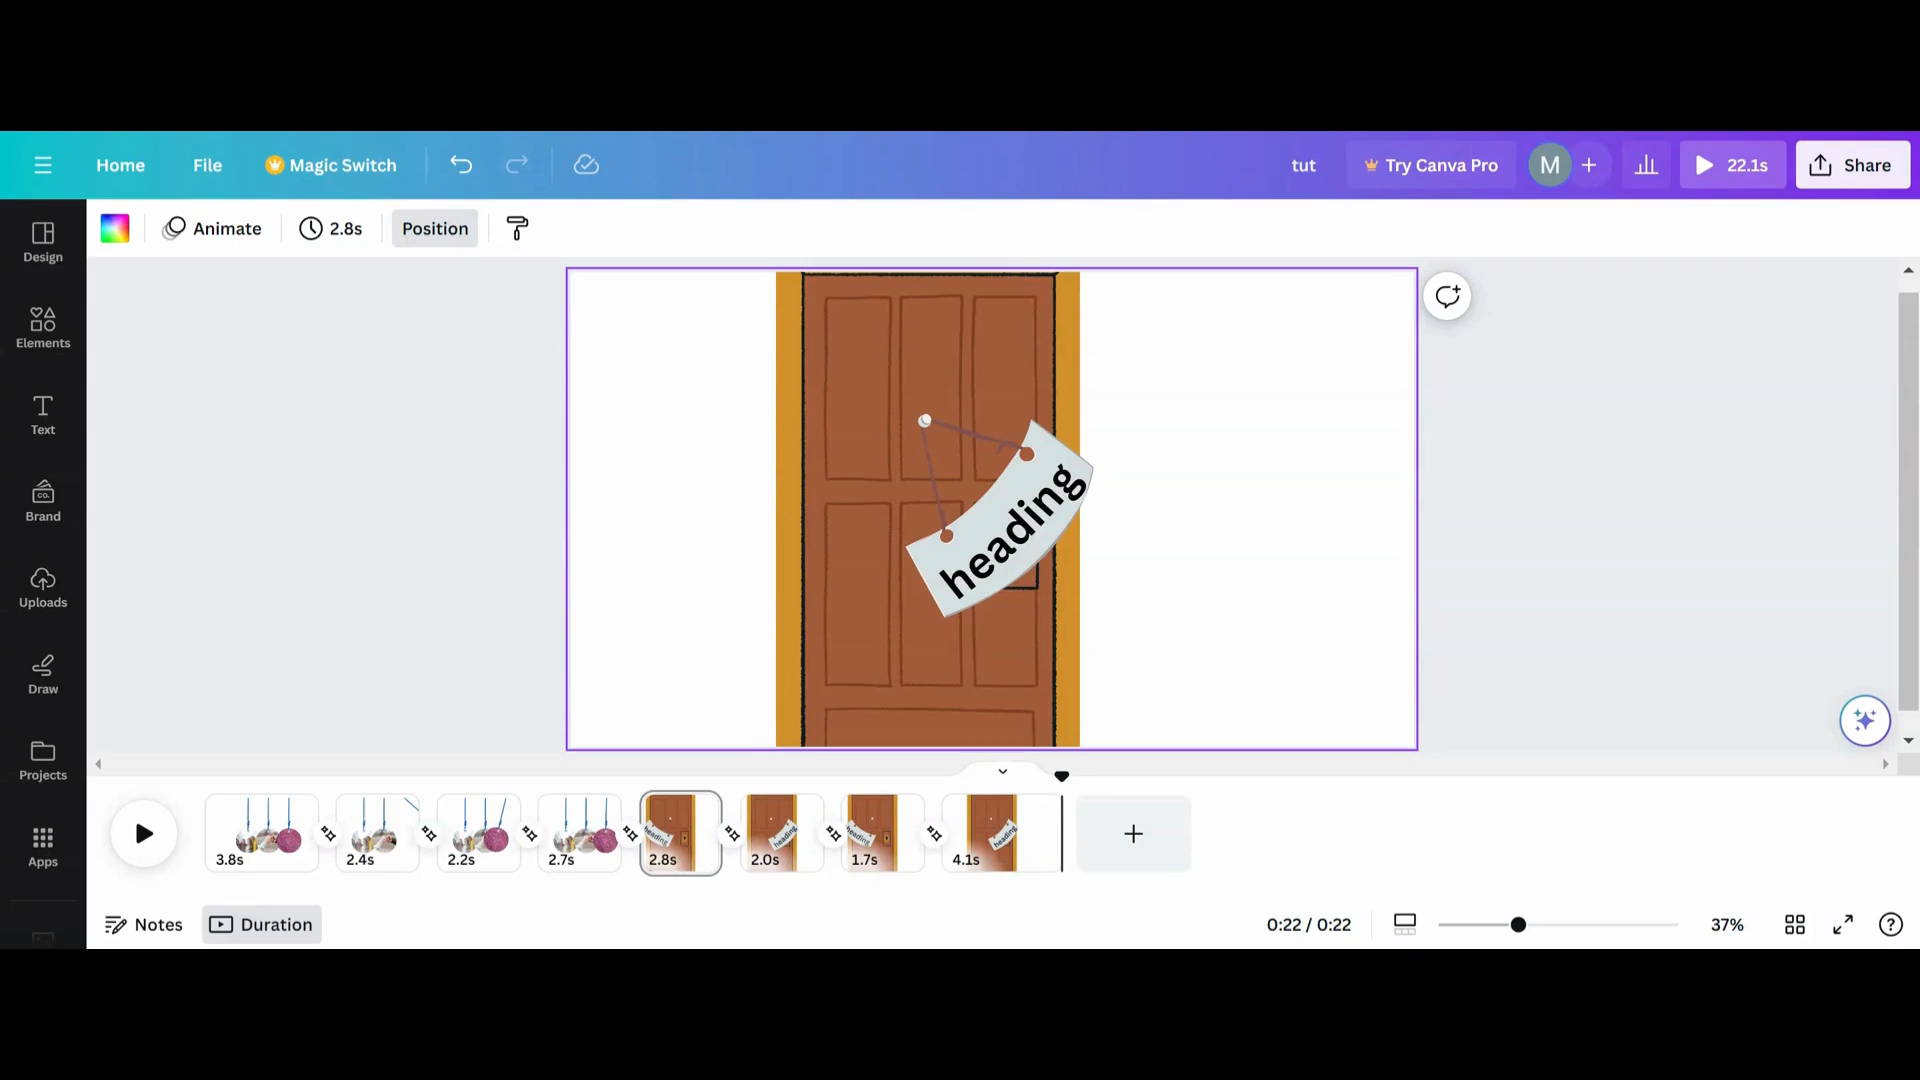 Home File Magic Switch tut Try Canva Pro M 22.1s Share
Design
Elements
Text
Brand
Uploads
Draw
Projects
Apps
Animate 2.8s Position
heading
3.8s 2.4s 2.2s 2.7s 2.8s 2.0s 1.7s 4.1s
Notes Duration 0:22 / 0:22 37%